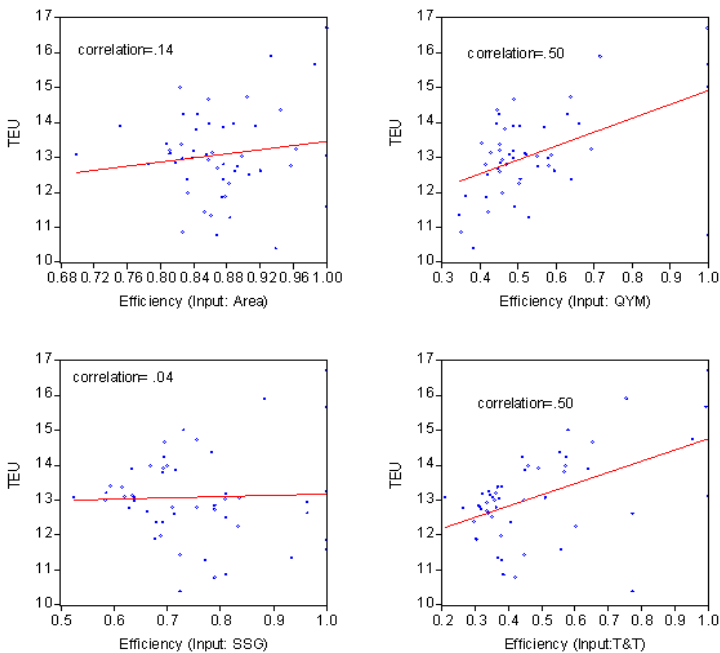 17
16
15
14
13
12
11
10
TEU
correlation=.14
0.68 0.72 0.76 0.80 0.84 0.88 0.92 0.96 1.00
Efficiency (Input: Area)
17
16
15
14
13
12
11
10
TEU
correlation=.50
0.3 0.4 0.5 0.6 0.7 0.8 0.9 1.0
Efficiency (Input: QYM)
17
16
15
14
13
12
11
10
TEU
correlation= .04
0.5 0.6 0.7 0.8 0.9 1.0
Efficiency (Input: SSG)
17
16
15
14
13
12
11
10
TEU
correlation=.50
0.2 0.3 0.4 0.5 0.6 0.7 0.8 0.9 1.0
Efficiency (Input:T&T)